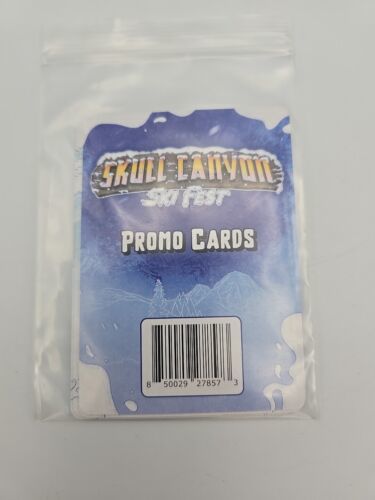 SKULL CANYON
SKI FEST
PROMO CARDS
8 50029 27857 3